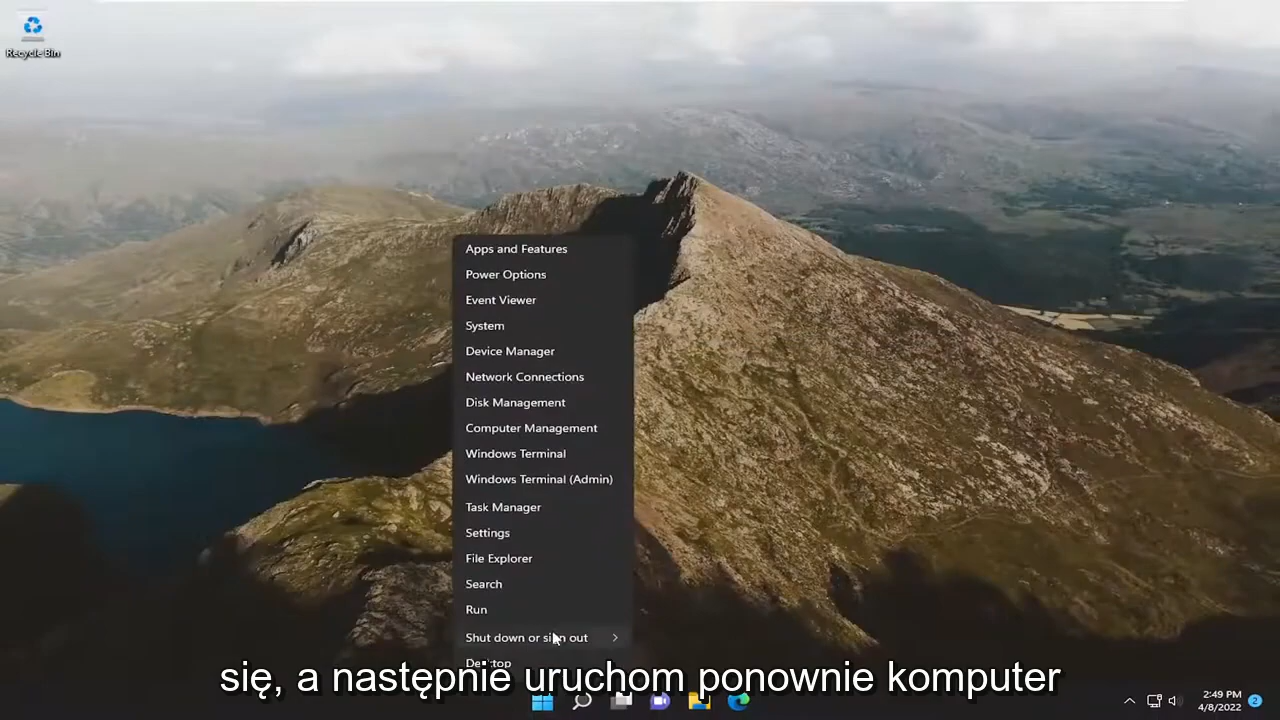 Recycle Bin
Apps and Features
Power Options
Event Viewer
System
Device Manager
Network Connections
Disk Management
Computer Management
Windows Terminal
Windows Terminal (Admin)
Task Manager
Settings
File Explorer
Search
Run
Shut down or sign out
Desktop
się, a następnie uruchom ponownie komputer
2:49 PM
4/8/2022
2